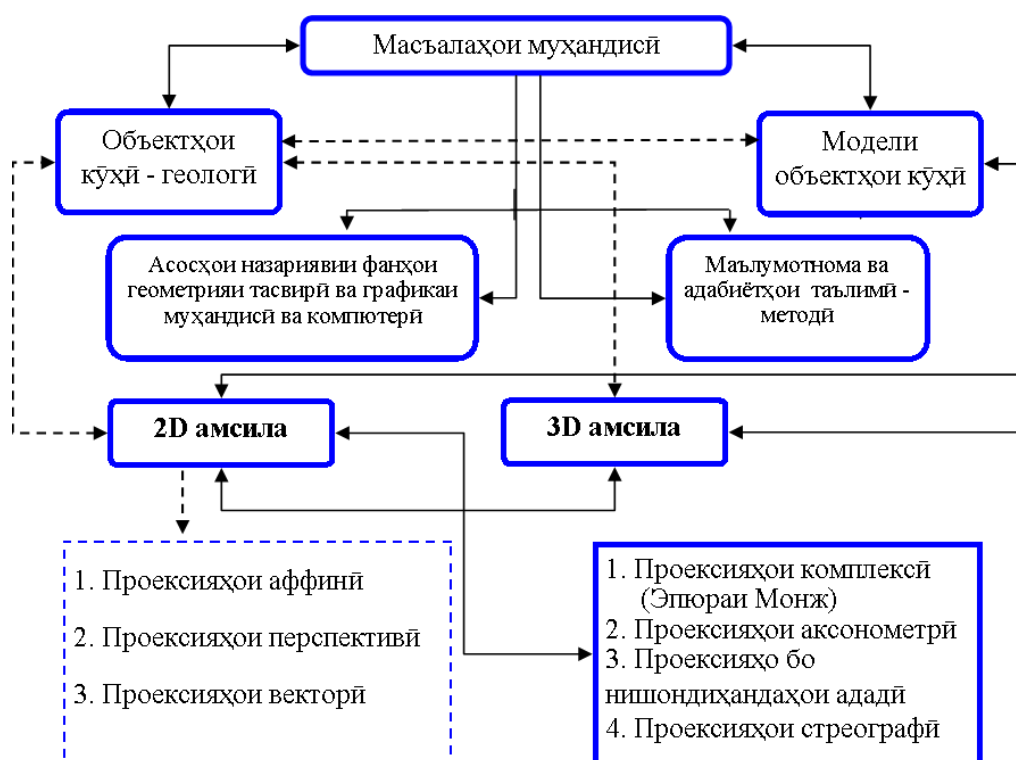 Масъалаҳои муҳандисӣ
Объектҳои
кӯҳӣ - геологӣ
Модели
объектҳои кӯҳӣ
Асосҳои назариявии фанҳои
геометрияи тасвирӣ ва графикаи
муҳандисӣ ва компютерӣ
Маълумотнома ва
адабиётҳои таълимӣ -
методӣ
2D амсила
3D амсила
1. Проексияҳои аффинӣ
2. Проексияҳои перспективӣ
3. Проексияҳои векторӣ
1. Проексияҳои комплексӣ
(Эпюраи Монж)
2. Проексияҳои аксонометрӣ
3. Проексияҳо бо
нишондиҳандаҳои ададӣ
4. Проексияҳои стреографӣ